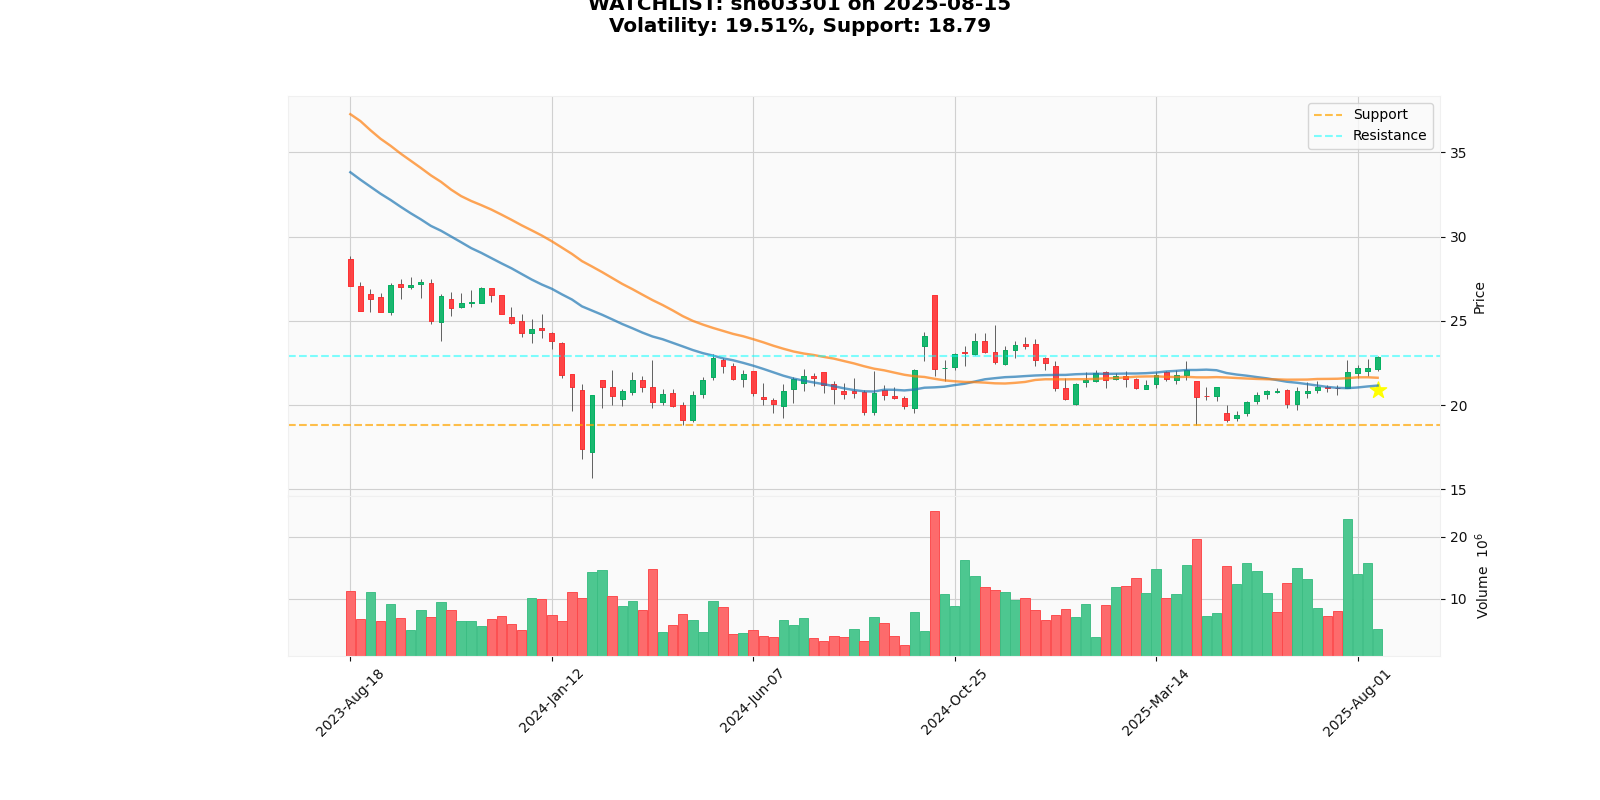 WATCHLIST: sh603301 on 2025-08-15
Volatility: 19.51%, Support: 18.79
Support
Resistance
35
30
25
20
15
Price
20
10
Volume 10^6
2023-Aug-18
2024-Jan-12
2024-Jun-07
2024-Oct-25
2025-Mar-14
2025-Aug-01